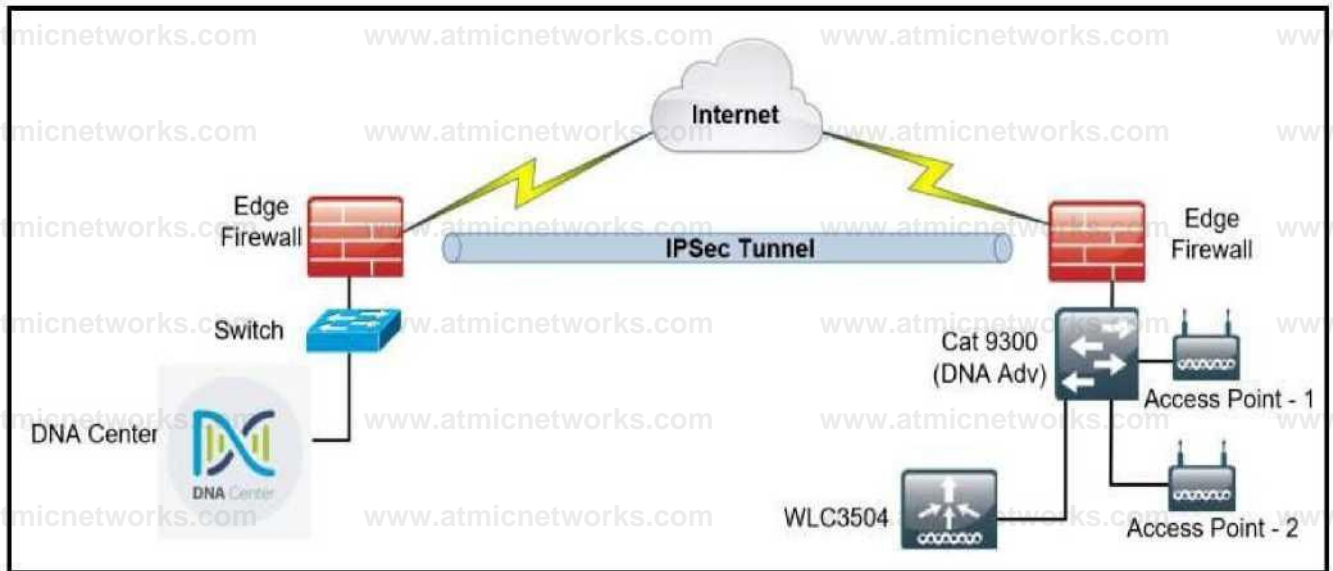 www.atmicnetworks.com
Internet
Edge
Firewall
IPSec Tunnel
Edge
Firewall
Switch
Cat 9300
(DNA Adv)
Access Point - 1
DNA Center
DNA Center
WLC3504
Access Point - 2